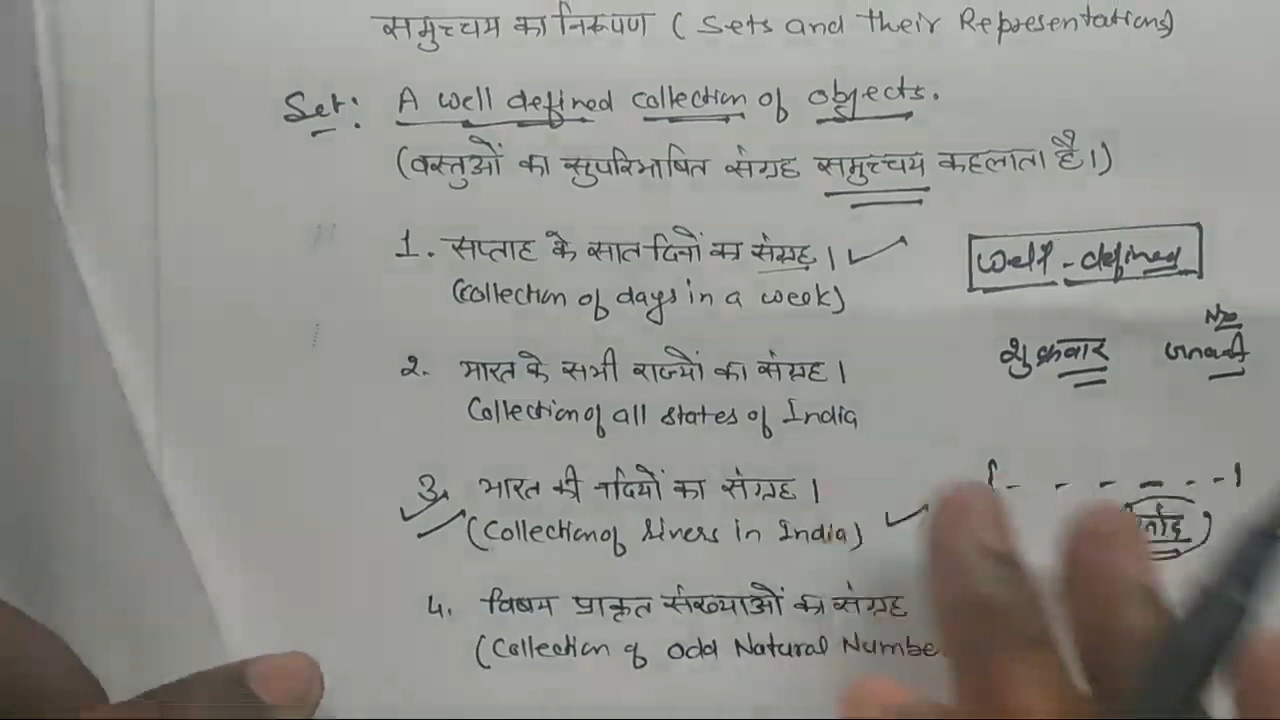 समुच्चय का निरूपण ( Sets and their Representations)
Set: A well defined collection of objects.
(वस्तुओं का सुपरिभाषित संग्रह समुच्चय कहलाता है।)
1. सप्ताह के सात दिनों का संग्रह।
(Collection of days in a week)
well-defined
No
शुक्रवार जनवरी
2. भारत के सभी राज्यों का संग्रह।
Collection of all states of India
3. भारत की नदियों का संग्रह।
(Collection of rivers in India)
4. विषम प्राकृत संख्याओं का संग्रह
(Collection of odd Natural Numbe